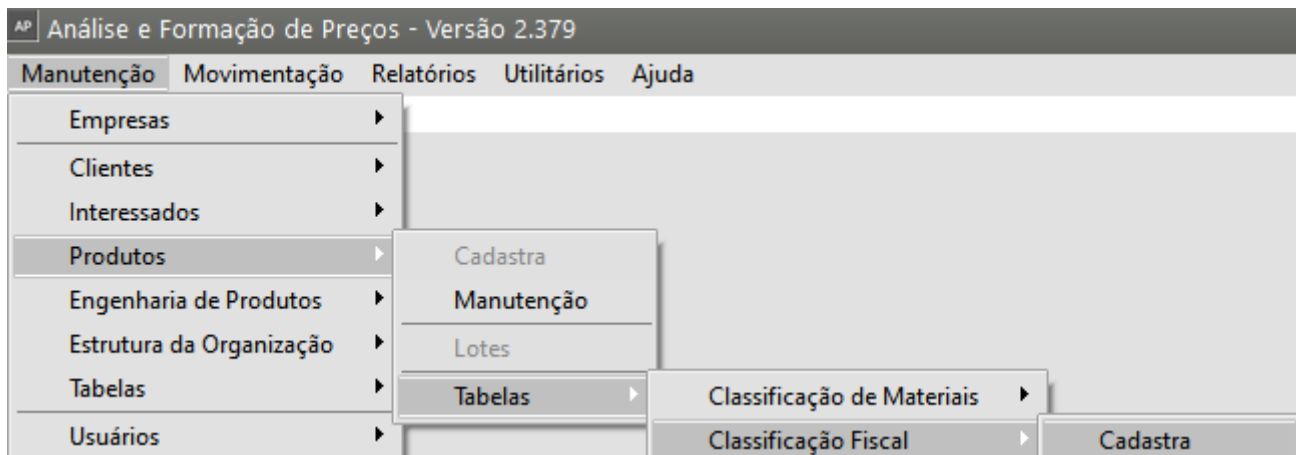 AP Análise e Formação de Preços - Versão 2.379
Manutenção Movimentação Relatórios Utilitários Ajuda
Empresas
Clientes
Interessados
Produtos Cadastra
Engenharia de Produtos Manutenção
Estrutura da Organização Lotes
Tabelas Tabelas Classificação de Materiais
Usuários Classificação Fiscal Cadastra